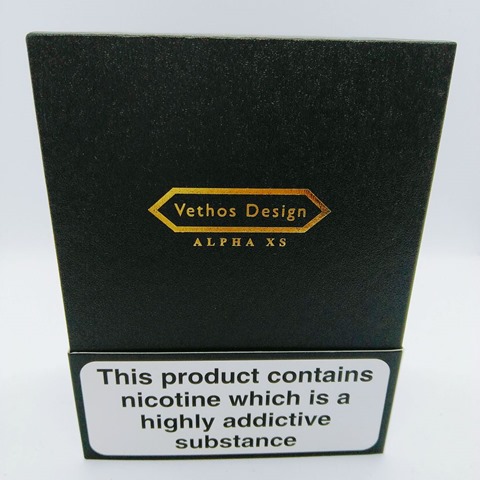 Vethos Design
ALPHA XS
This product contains
nicotine which is a
highly addictive
substance